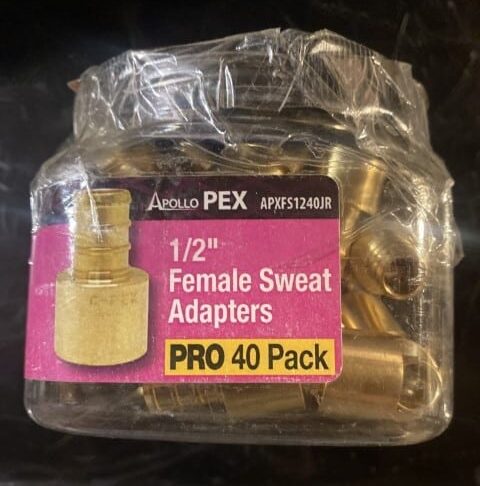 APOLLO PEX APXFS1240JR
1/2"
Female Sweat
Adapters
PRO 40 Pack